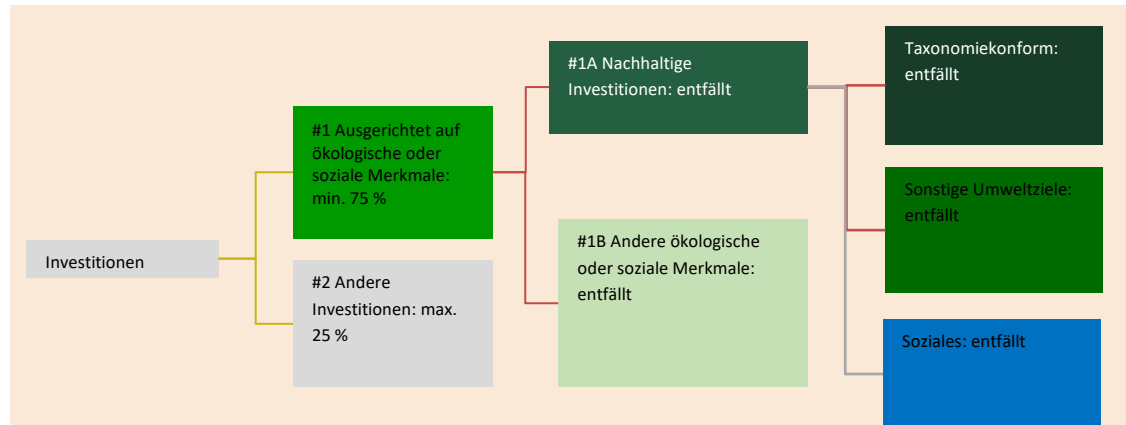 Investitionen
#1 Ausgerichtet auf
ökologische oder
soziale Merkmale:
min. 75 %
#2 Andere
Investitionen: max.
25 %
#1A Nachhaltige
Investitionen: entfällt
#1B Andere ökologische
oder soziale Merkmale:
entfällt
Taxonomiekonform:
entfällt
Sonstige Umweltziele:
entfällt
Soziales: entfällt